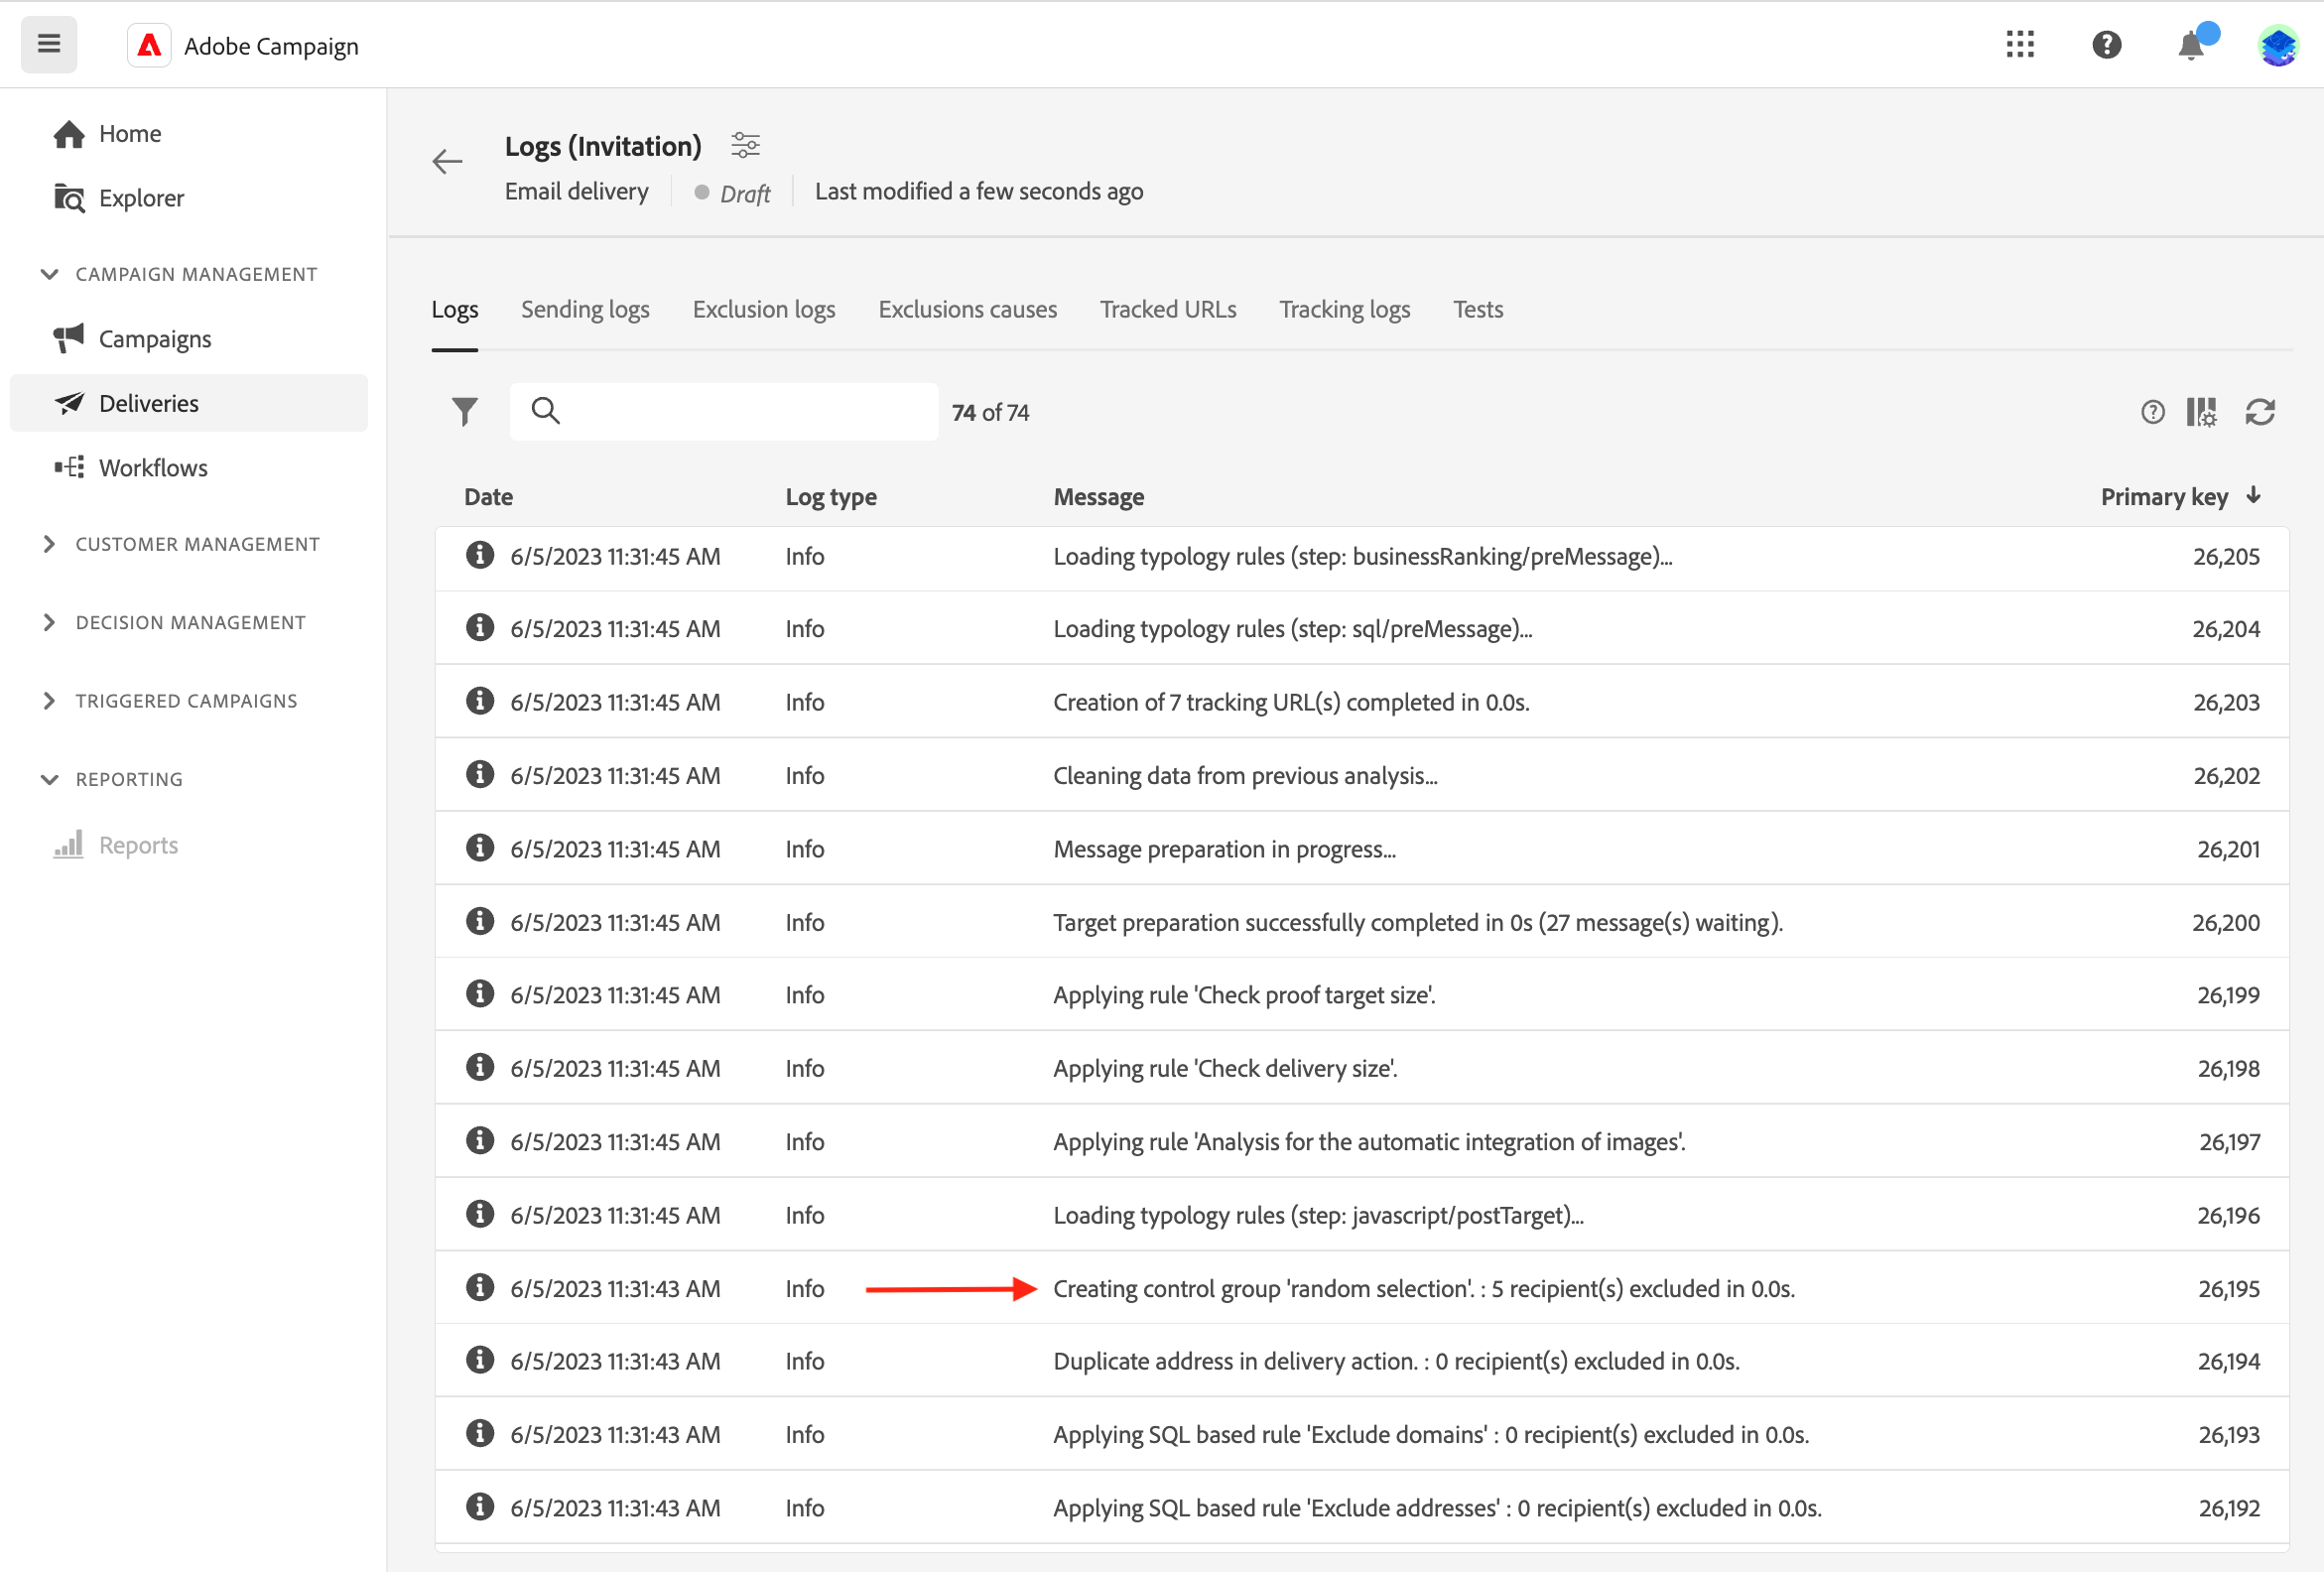 Adobe Campaign
Home
Explorer
CAMPAIGN MANAGEMENT
Campaigns
Deliveries
Workflows
CUSTOMER MANAGEMENT
DECISION MANAGEMENT
TRIGGERED CAMPAIGNS
REPORTING
Reports
Logs (Invitation)
Email delivery Draft Last modified a few seconds ago
Logs Sending logs Exclusion logs Exclusions causes Tracked URLs Tracking logs Tests
74 of 74
Date Log type Message Primary key
6/5/2023 11:31:45 AM Info Loading typology rules (step: businessRanking/preMessage)... 26,205
6/5/2023 11:31:45 AM Info Loading typology rules (step: sql/preMessage)... 26,204
6/5/2023 11:31:45 AM Info Creation of 7 tracking URL(s) completed in 0.0s. 26,203
6/5/2023 11:31:45 AM Info Cleaning data from previous analysis... 26,202
6/5/2023 11:31:45 AM Info Message preparation in progress... 26,201
6/5/2023 11:31:45 AM Info Target preparation successfully completed in 0s (27 message(s) waiting). 26,200
6/5/2023 11:31:45 AM Info Applying rule 'Check proof target size'. 26,199
6/5/2023 11:31:45 AM Info Applying rule 'Check delivery size'. 26,198
6/5/2023 11:31:45 AM Info Applying rule 'Analysis for the automatic integration of images'. 26,197
6/5/2023 11:31:45 AM Info Loading typology rules (step: javascript/postTarget)... 26,196
6/5/2023 11:31:43 AM Info Creating control group 'random selection'. : 5 recipient(s) excluded in 0.0s. 26,195
6/5/2023 11:31:43 AM Info Duplicate address in delivery action. : 0 recipient(s) excluded in 0.0s. 26,194
6/5/2023 11:31:43 AM Info Applying SQL based rule 'Exclude domains' : 0 recipient(s) excluded in 0.0s. 26,193
6/5/2023 11:31:43 AM Info Applying SQL based rule 'Exclude addresses' : 0 recipient(s) excluded in 0.0s. 26,192